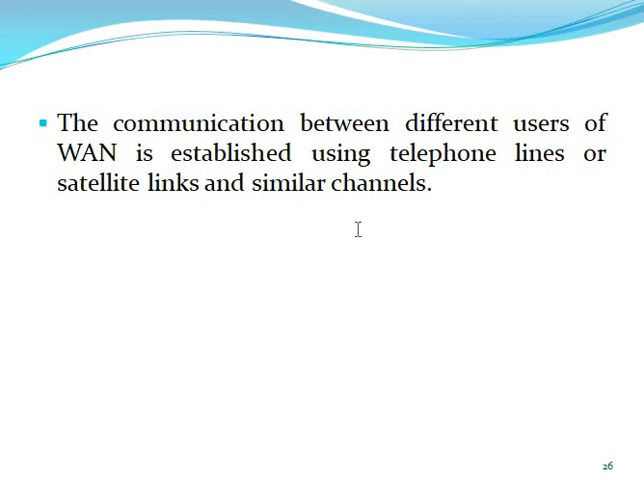 ▪ The communication between different users of
WAN is established using telephone lines or
satellite links and similar channels.
26